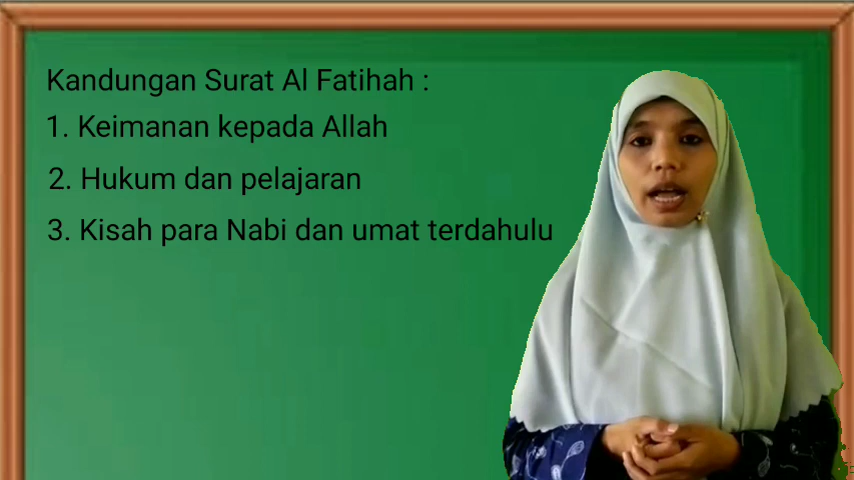 Kandungan Surat Al Fatihah :
1. Keimanan kepada Allah
2. Hukum dan pelajaran
3. Kisah para Nabi dan umat terdahulu